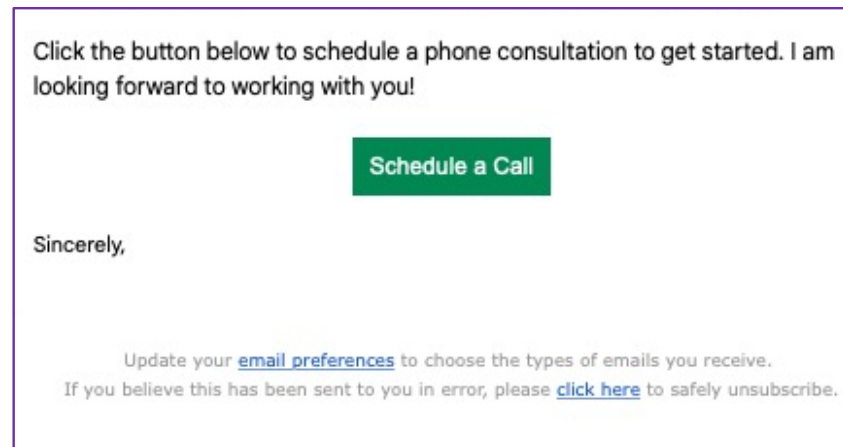 Click the button below to schedule a phone consultation to get started. I am
looking forward to working with you!
Schedule a Call
Sincerely,
Update your email preferences to choose the types of emails you receive.
If you believe this has been sent to you in error, please click here to safely unsubscribe.